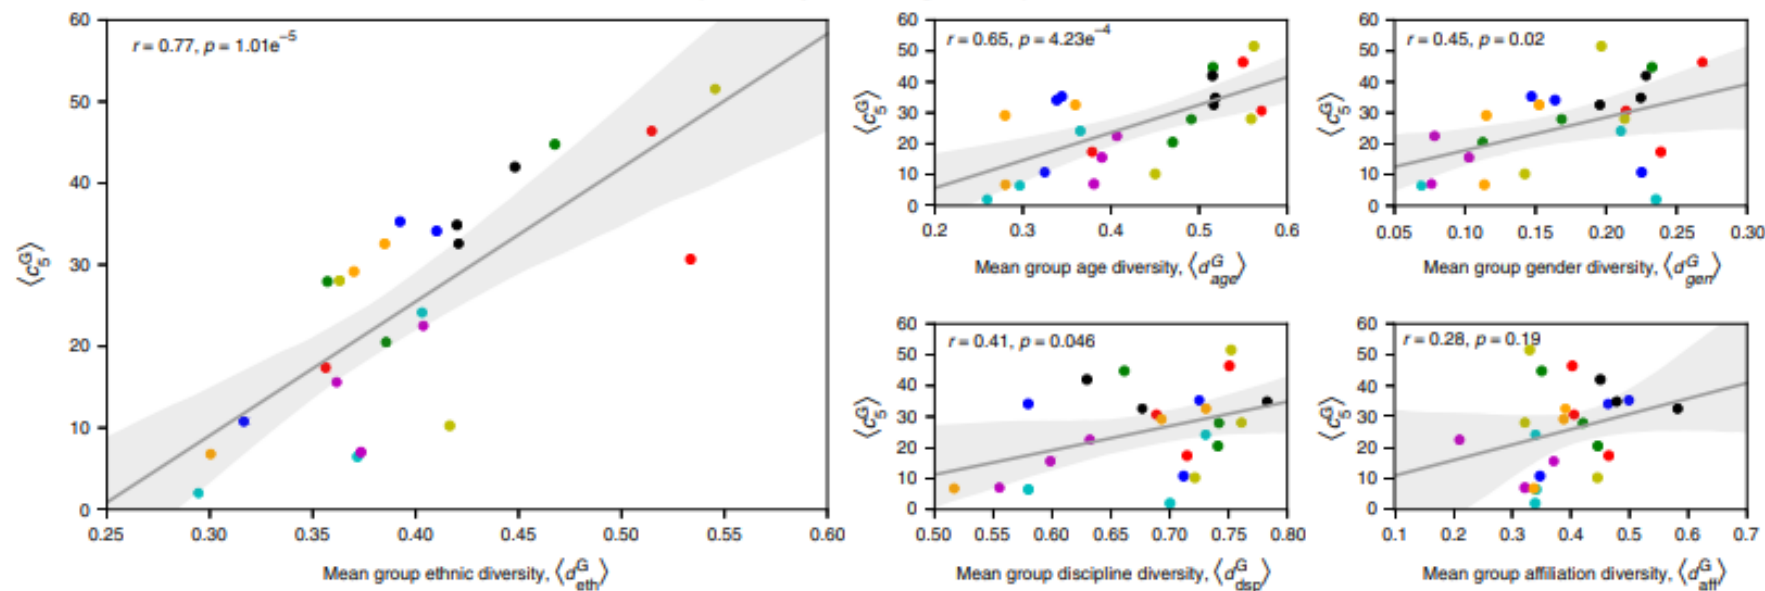 r = 0.77, p = 1.01e⁻⁵
60
50
40
30
20
10
0
⟨c₅ᴳ⟩
0.25 0.30 0.35 0.40 0.45 0.50 0.55 0.60
Mean group ethnic diversity, ⟨d_ethᴳ⟩
r = 0.65, p = 4.23e⁻⁴
60
50
40
30
20
10
0
⟨c₅ᴳ⟩
0.2 0.3 0.4 0.5 0.6
Mean group age diversity, ⟨d_ageᴳ⟩
r = 0.45, p = 0.02
60
50
40
30
20
10
0
⟨c₅ᴳ⟩
0.05 0.10 0.15 0.20 0.25 0.30
Mean group gender diversity, ⟨d_genᴳ⟩
r = 0.41, p = 0.046
60
50
40
30
20
10
0
⟨c₅ᴳ⟩
0.50 0.55 0.60 0.65 0.70 0.75 0.80
Mean group discipline diversity, ⟨d_dspᴳ⟩
r = 0.28, p = 0.19
60
50
40
30
20
10
0
⟨c₅ᴳ⟩
0.1 0.2 0.3 0.4 0.5 0.6 0.7
Mean group affiliation diversity, ⟨d_affᴳ⟩